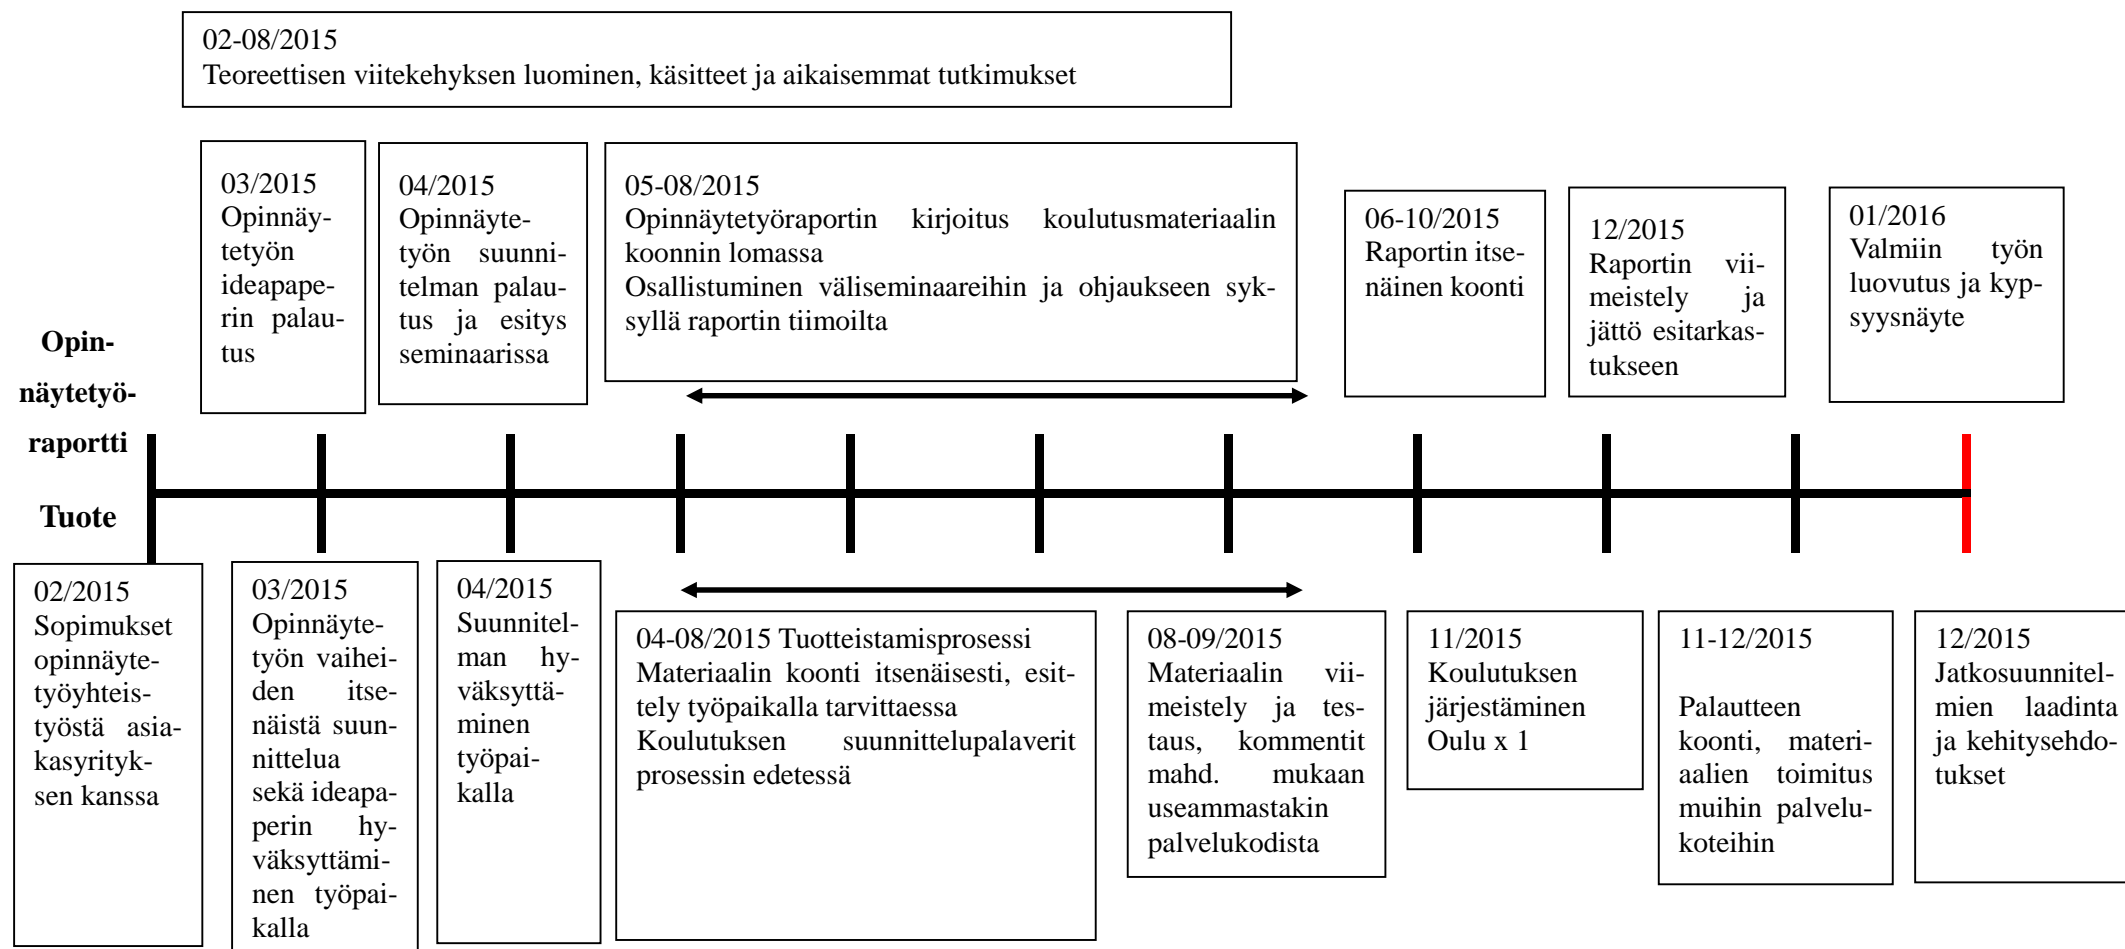 02-08/2015
Teoreettisen viitekehyksen luominen, käsitteet ja aikaisemmat tutkimukset
03/2015
Opinnäy-
tetyön
ideapape-
rin palau-
tus
04/2015
Opinnäyte-
työn suunni-
telman palau-
tus ja esitys
seminaarissa
05-08/2015
Opinnäytetyöraportin kirjoitus koulutusmateriaalin
koonnin lomassa
Osallistuminen väliseminaareihin ja ohjaukseen syk-
syllä raportin tiimoilta
06-10/2015
Raportin itse-
näinen koonti
12/2015
Raportin vii-
meistely ja
jättö esitarkas-
tukseen
01/2016
Valmiin työn
luovutus ja kyp-
syysnäyte
Opin-
näytetyö-
raportti
Tuote
02/2015
Sopimukset
opinnäyte-
työyhteis-
työstä asia-
kasyrityk-
sen kanssa
03/2015
Opinnäyte-
työn vaihei-
den itse-
näistä suun-
nittelua
sekä ideapa-
perin hy-
väksyttämi-
nen työpai-
kalla
04/2015
Suunnitel-
man hy-
väksyttä-
minen
työpai-
kalla
04-08/2015 Tuotteistamisprosessi
Materiaalin koonti itsenäisesti, esit-
tely työpaikalla tarvittaessa
Koulutuksen suunnittelupalaverit
prosessin edetessä
08-09/2015
Materiaalin vii-
meistely ja tes-
taus, kommentit
mahd. mukaan
useammastakin
palvelukodista
11/2015
Koulutuksen
järjestäminen
Oulu x 1
11-12/2015
Palautteen
koonti, materi-
aalien toimitus
muihin palvelu-
koteihin
12/2015
Jatkosuunnitel-
mien laadinta
ja kehitysehdo-
tukset